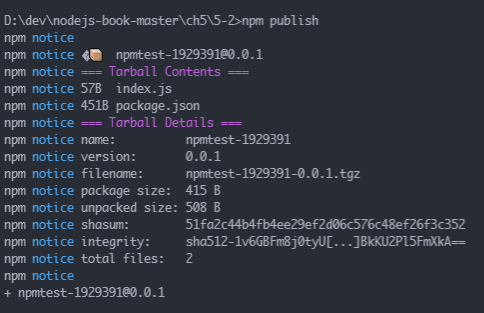 D:\dev\nodejs-book-master\ch5\5-2>npm publish
npm notice
npm notice 📦  npmtest-1929391@0.0.1
npm notice === Tarball Contents ===
npm notice 57B  index.js
npm notice 451B package.json
npm notice === Tarball Details ===
npm notice name:          npmtest-1929391
npm notice version:       0.0.1
npm notice filename:      npmtest-1929391-0.0.1.tgz
npm notice package size:  415 B
npm notice unpacked size: 508 B
npm notice shasum:        51fa2c44b4fb4ee29ef2d06c576c48ef26f3c352
npm notice integrity:     sha512-1v6GBFm8j0tyU[...]BkKU2Pl5FmXkA==
npm notice total files:   2
npm notice
+ npmtest-1929391@0.0.1